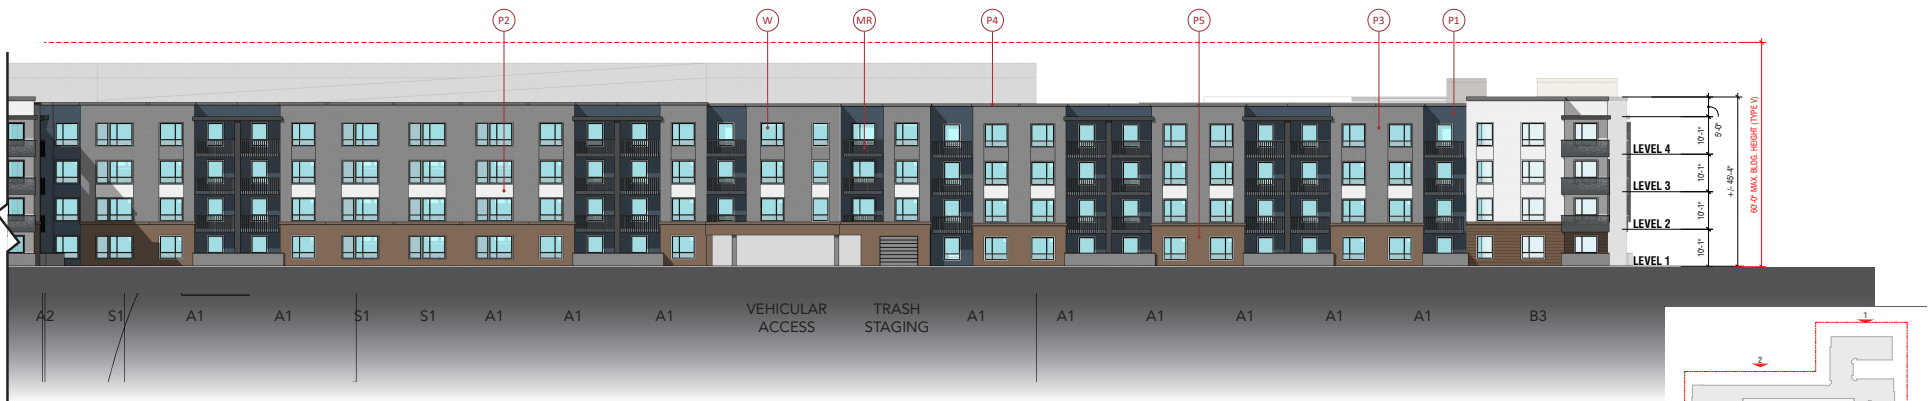 P2
W
MR
P4
P5
P3
P1
LEVEL 4
LEVEL 3
LEVEL 2
LEVEL 1
10'-1"
10'-1"
10'-1"
10'-1"
5'-0"
+/- 45'-4"
60'-0" MAX. BLDG. HEIGHT (TYPE V)
A2
S1
A1
A1
S1
S1
A1
A1
A1
VEHICULAR
ACCESS
TRASH
STAGING
A1
A1
A1
A1
A1
A1
B3
1
2